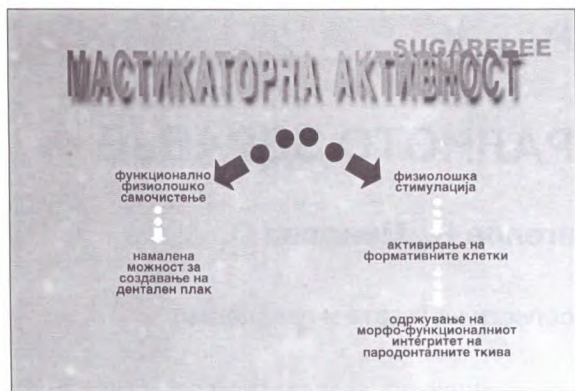 SUGARFREE
МАСТИКАТОРНА АКТИВНОСТ
функционално
физиолошко
самочистење
намалена
можност за
создавање на
дентален плак
физиолошка
стимулација
активирање на
формативните клетки
одржување на
морфо-функционалниот
интегритет на
пародонталните ткива